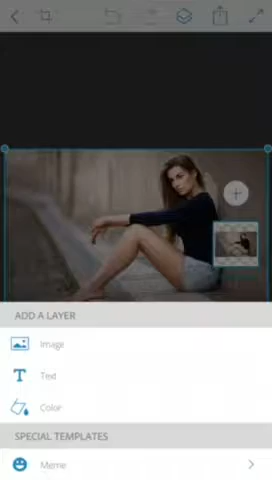 ADD A LAYER
Image
Text
Color
SPECIAL TEMPLATES
Meme